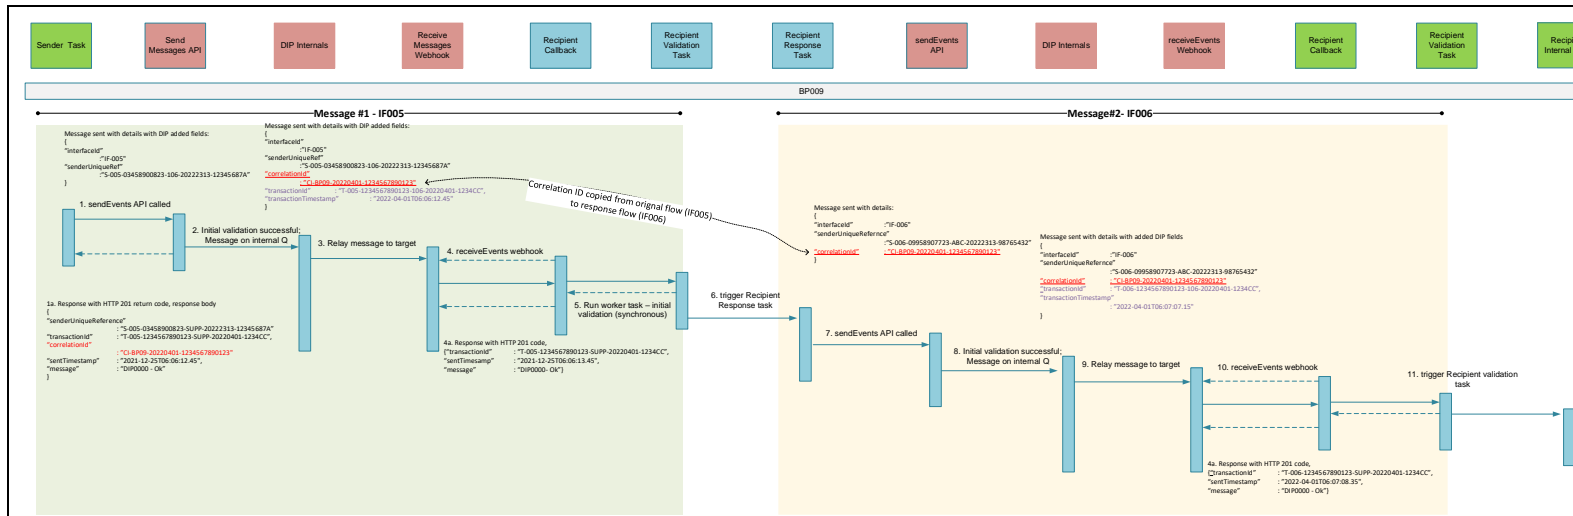 Sender Task
Send
Messages API
DIP Internals
Receive
Messages
Webhook
Recipient
Callback
Recipient
Validation
Task
Recipient
Response
Task
sendEvents
API
DIP Internals
receiveEvents
Webhook
Recipient
Callback
Recipient
Validation
Task
Internal
BP009
Message #1 - IF005
Message#2- IF006
Message sent with details with DIP added fields:
{
"interfaceId
:"IF-005"
"senderUniqueRef"
:"S-005-03458900823-106-20222313-12345687A"
}
Message sent with details with DIP added fields:
{
"interfaceId
:"IF-005"
"senderUniqueRef"
:"S-005-03458900823-106-20222313-12345687A"
"correlationId"
: "CI-BP09-20220401-1234567890123"
"transactionId" : "T-005-1234567890123-106-20220401-1234CC",
"transactionTimestamp" : "2022-04-01T06:06:12.45"
}
Correlation ID copied from orignal flow (IF005)
to response flow (IF006)
1. sendEvents API called
2. Initial validation successful;
Message on internal Q
3. Relay message to target
4. receiveEvents webhook
5. Run worker task – initial
validation (synchronous)
6. trigger Recipient
Response task
1a. Response with HTTP 201 return code, response body
{
"senderUniqueReference"
: "S-005-03458900823-SUPP-20222313-12345687A"
"transactionId" : "T-005-1234567890123-SUPP-20220401-1234CC",
"correlationId"
: "CI-BP09-20220401-1234567890123"
"sentTimestamp" : "2021-12-25T06:06:12.45",
"message" : "DIP0000 - Ok"
}
4a. Response with HTTP 201 code,
{"transactionId" : "T-005-1234567890123-SUPP-20220401-1234CC",
"sentTimesamp" : "2021-12-25T06:06:13.45",
"message" : "DIP0000- Ok"}
Message sent with details:
{
"interfaceId :"IF-006"
"senderUniqueRefernce
:"S-006-09958907723-ABC-20222313-98765432"
"correlationId" : "CI-BP09-20220401-1234567890123"
}
Message sent with details with added DIP fields
{
"interfaceId :"IF-006"
"senderUniqueRefernce"
:"S-006-09958907723-ABC-20222313-98765432"
"correlationId" : "CI-BP09-20220401-1234567890123"
"transactionId" : "T-006-1234567890123-106-20220401-1234CC",
"transactionTimestamp
: "2022-04-01T06:07:07.15"
}
7. sendEvents API called
8. Initial validation successful;
Message on internal Q
9. Relay message to target
10. receiveEvents webhook
11. trigger Recipient validation
task
4a. Response with HTTP 201 code,
{"transactionId" : "T-006-1234567890123-SUPP-20220401-1234CC",
"sentTimesamp" : "2022-04-01T06:07:08.35",
"message" : "DIP0000 - Ok"}